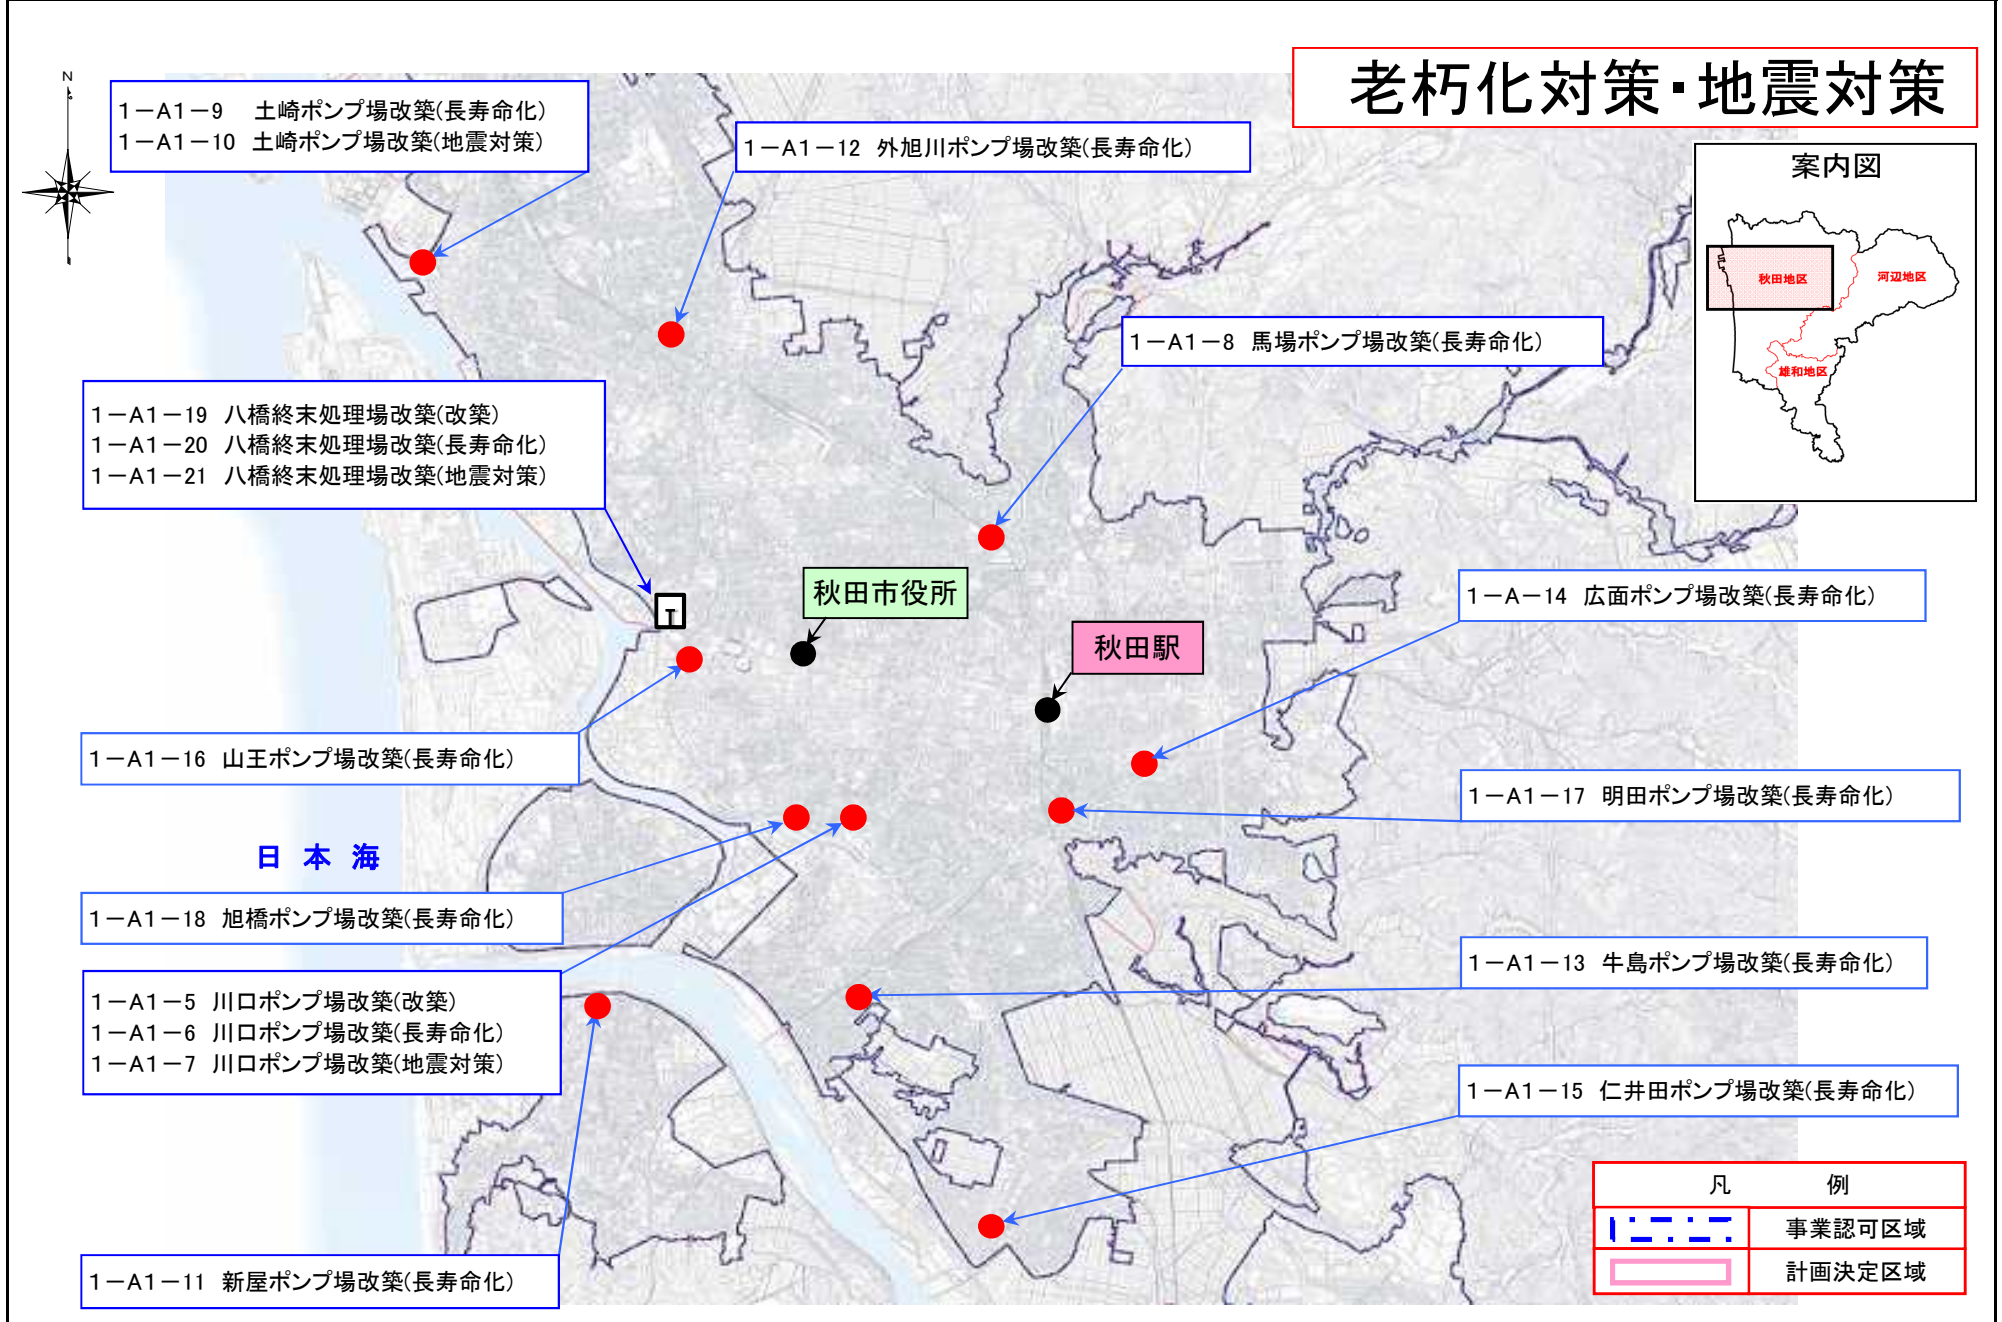 老朽化対策・地震対策
N
1－A1－9　土崎ポンプ場改築(長寿命化)
1－A1－10　土崎ポンプ場改築(地震対策)
1－A1－12　外旭川ポンプ場改築(長寿命化)
案内図
秋田地区
河辺地区
雄和地区
1－A1－8　馬場ポンプ場改築(長寿命化)
1－A1－19　八橋終末処理場改築(改築)
1－A1－20　八橋終末処理場改築(長寿命化)
1－A1－21　八橋終末処理場改築(地震対策)
T
秋田市役所
秋田駅
1－A－14　広面ポンプ場改築(長寿命化)
1－A1－16　山王ポンプ場改築(長寿命化)
1－A1－17　明田ポンプ場改築(長寿命化)
日本海
1－A1－18　旭橋ポンプ場改築(長寿命化)
1－A1－13　牛島ポンプ場改築(長寿命化)
1－A1－5　川口ポンプ場改築(改築)
1－A1－6　川口ポンプ場改築(長寿命化)
1－A1－7　川口ポンプ場改築(地震対策)
1－A1－15　仁井田ポンプ場改築(長寿命化)
1－A1－11　新屋ポンプ場改築(長寿命化)
凡例
事業認可区域
計画決定区域